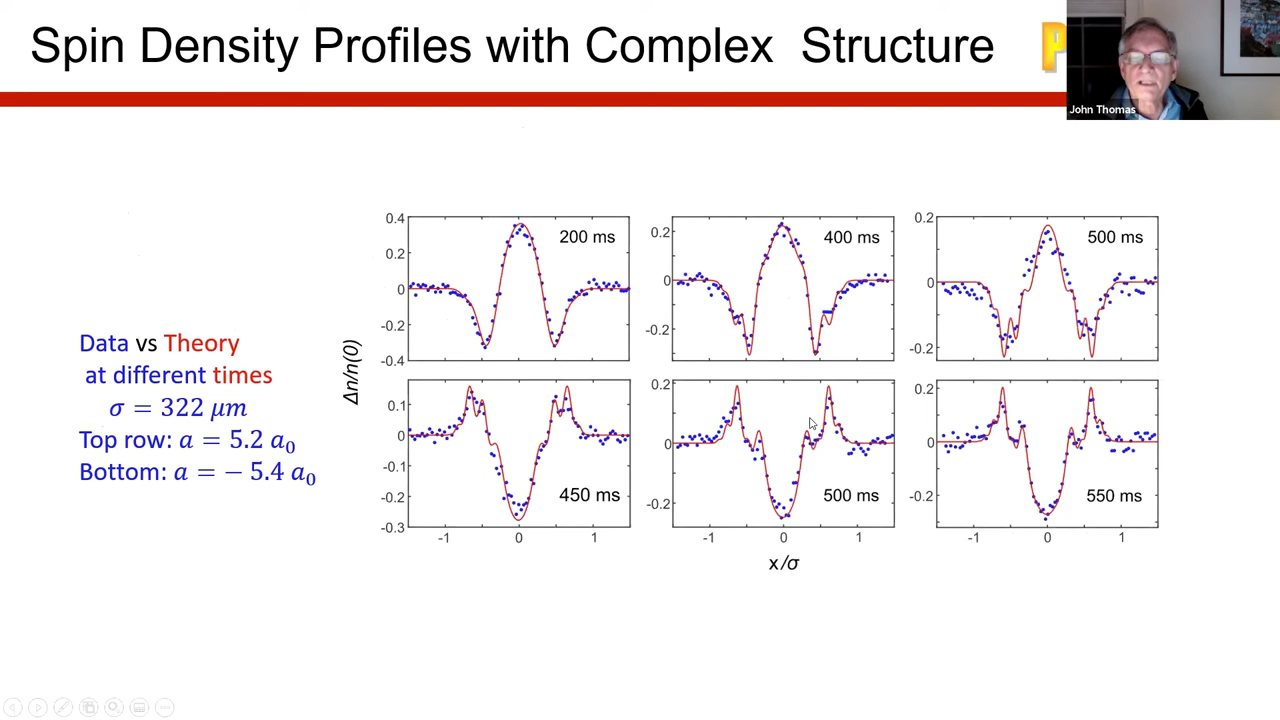 Spin Density Profiles with Complex Structure
P
John Thomas
Data vs Theory
at different times
σ = 322 μm
Top row: a = 5.2 a₀
Bottom: a = − 5.4 a₀
Δn/n(0)
0.4
0.2
0
-0.2
-0.4
200 ms
0.2
0
-0.2
400 ms
0.2
0
-0.2
500 ms
0.1
0
-0.1
-0.2
-0.3
450 ms
-1
0
1
0.2
0
-0.2
500 ms
-1
0
1
0.2
0
-0.2
550 ms
-1
0
1
x/σ